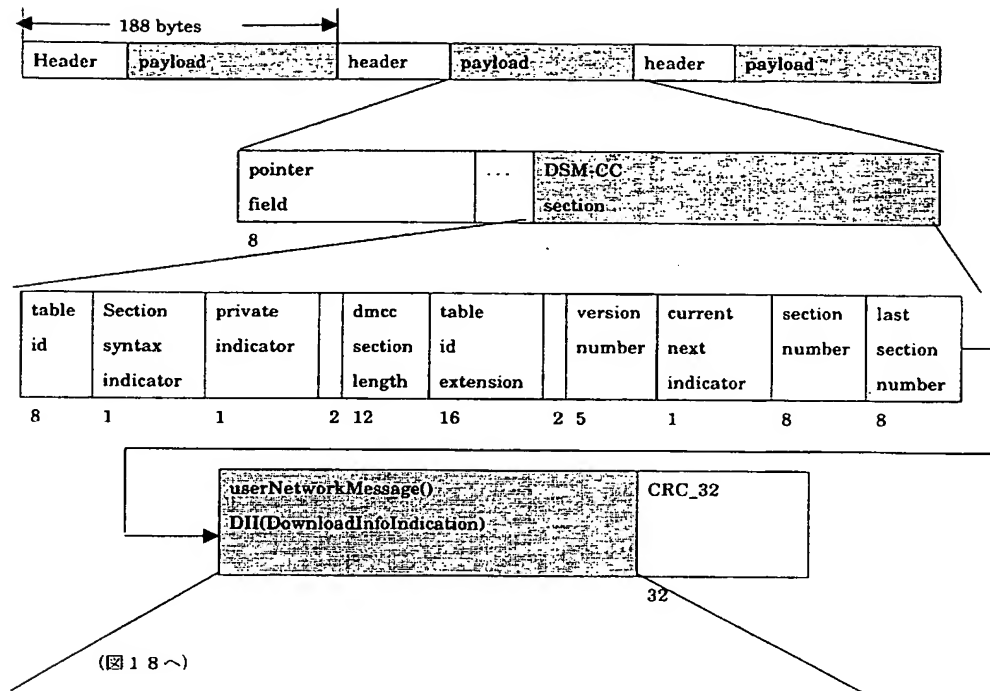 188 bytes
Header payload header payload header payload
pointer ... DSM-CC
field section
8
table Section private dmcc table version current section last
id syntax indicator section id number next number section
indicator length extension indicator number
8 1 1 2 12 16 2 5 1 8 8
userNetworkMessage() CRC_32
DII(DownloadInfoIndication)
32
(図18へ)